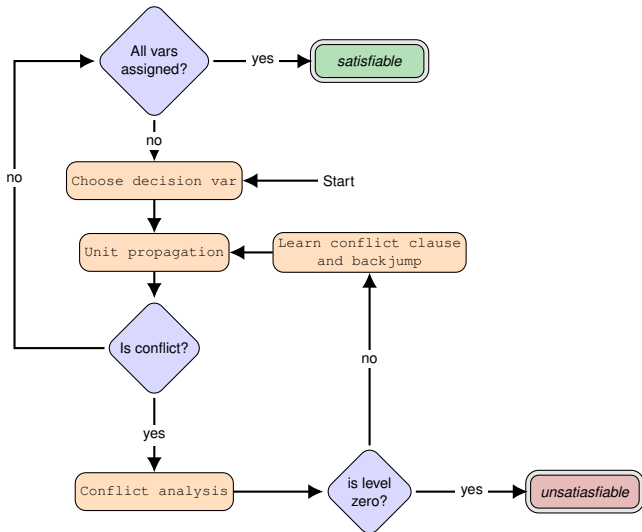 All vars
assigned?
yes
satisfiable
no
no
Choose decision var
Start
Unit propagation
Learn conflict clause
and backjump
Is conflict?
no
yes
Conflict analysis
is level
zero?
yes
unsatiasfiable